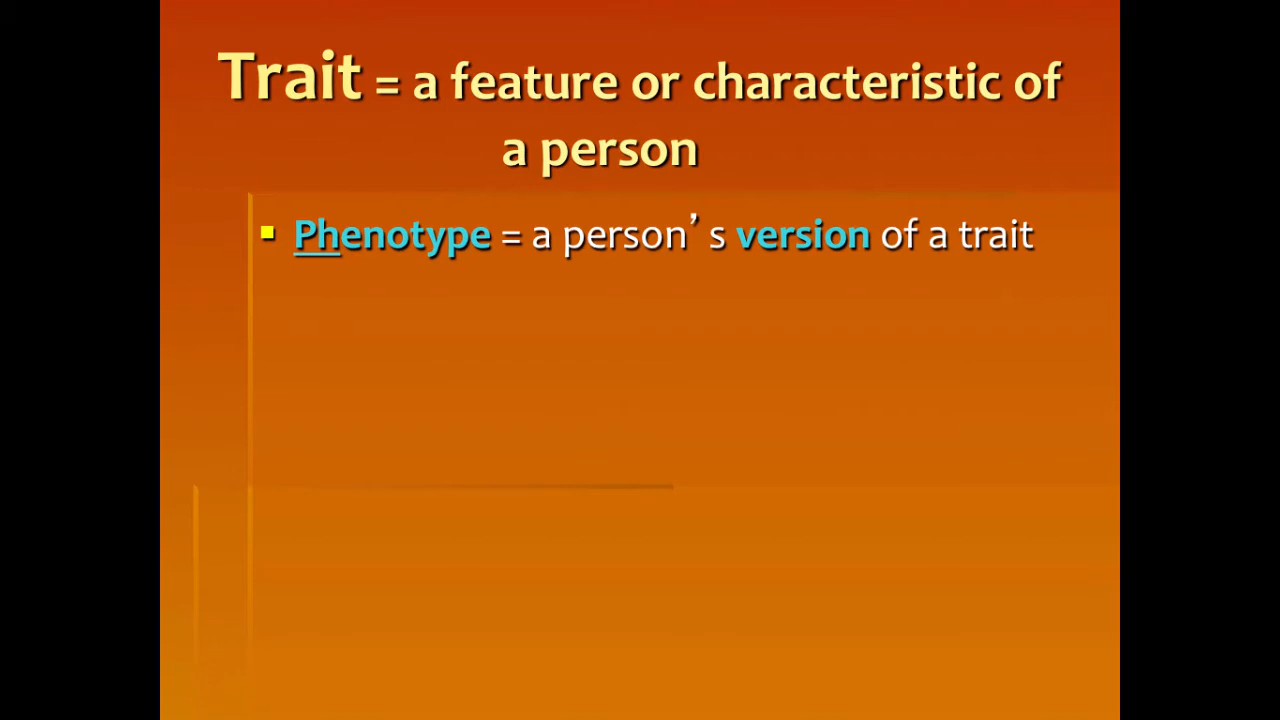 Trait = a feature or characteristic of
a person
Phenotype = a person’s version of a trait